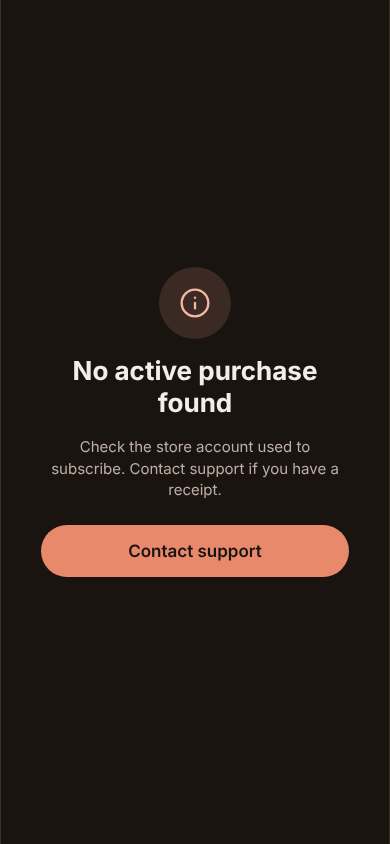 No active purchase
found
Check the store account used to
subscribe. Contact support if you have a
receipt.
Contact support